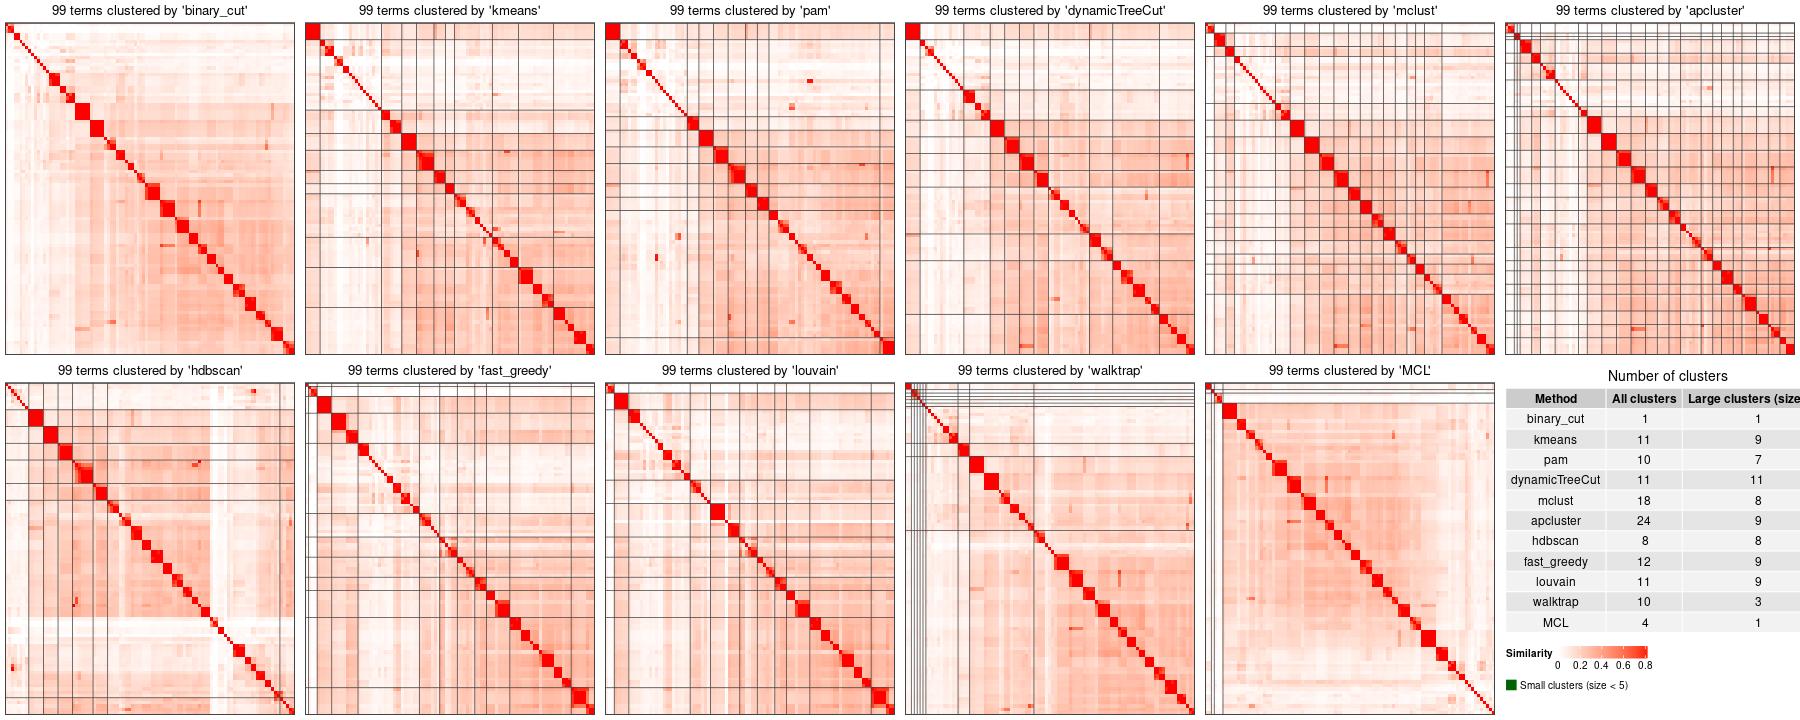 99 terms clustered by 'binary_cut'
99 terms clustered by 'kmeans'
99 terms clustered by 'pam'
99 terms clustered by 'dynamicTreeCut'
99 terms clustered by 'mclust'
99 terms clustered by 'apcluster'
99 terms clustered by 'hdbscan'
99 terms clustered by 'fast_greedy'
99 terms clustered by 'louvain'
99 terms clustered by 'walktrap'
99 terms clustered by 'MCL'
Number of clusters
Method All clusters Large clusters (size
binary_cut 1 1
kmeans 11 9
pam 10 7
dynamicTreeCut 11 11
mclust 18 8
apcluster 24 9
hdbscan 8 8
fast_greedy 12 9
louvain 11 9
walktrap 10 3
MCL 4 1
Similarity
0 0.2 0.4 0.6 0.8
Small clusters (size < 5)